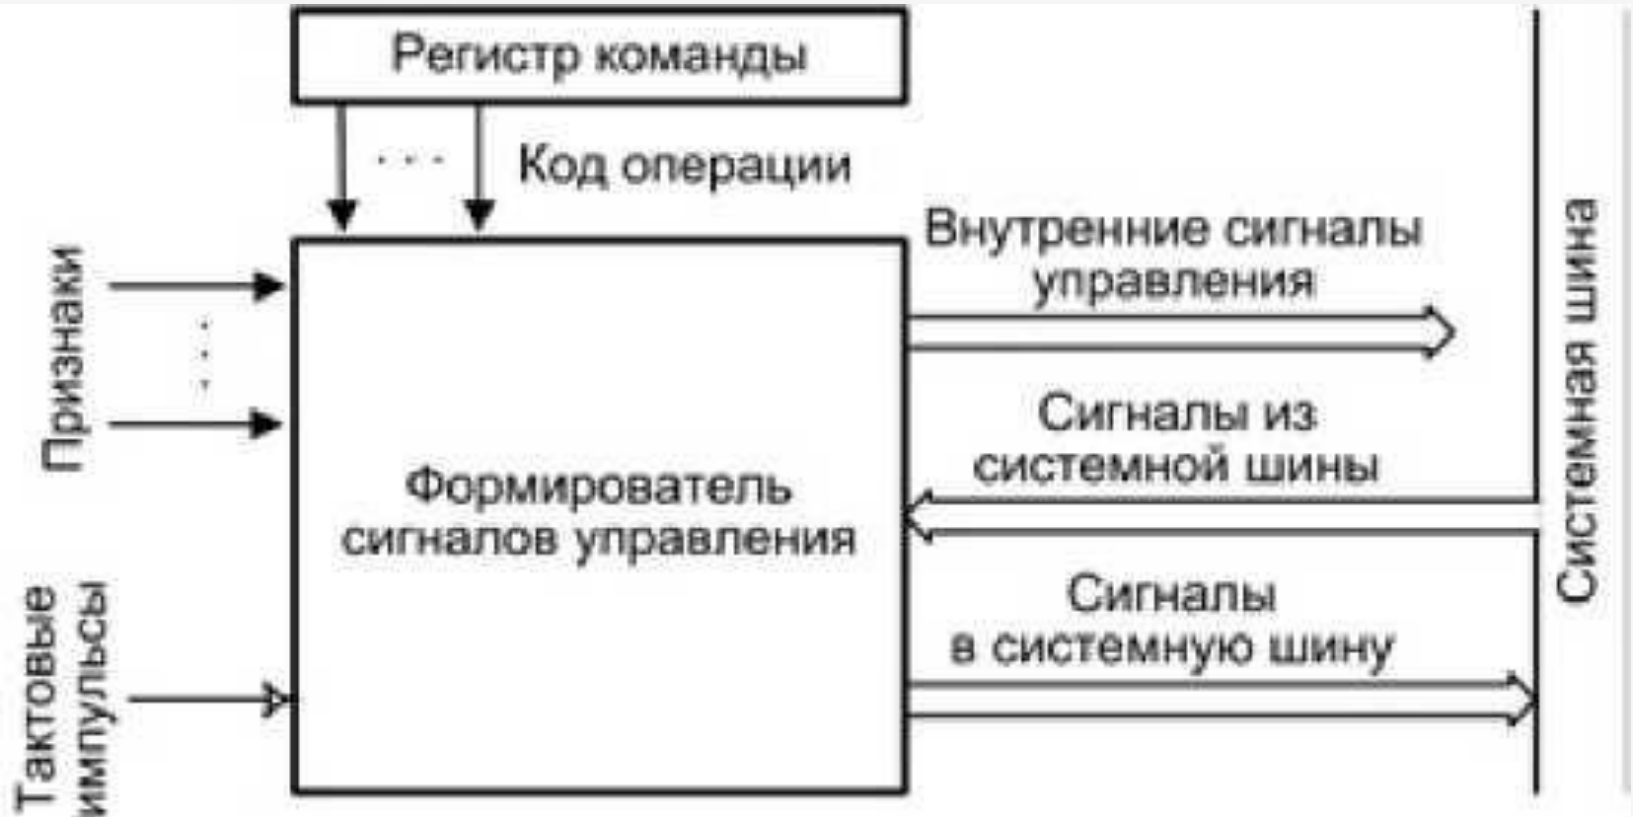 Регистр команды
Код операции
Внутренние сигналы
управления
Признаки
Сигналы из
системной шины
Формирователь
сигналов управления
Системная шина
Сигналы
в системную шину
Тактовые
импульсы